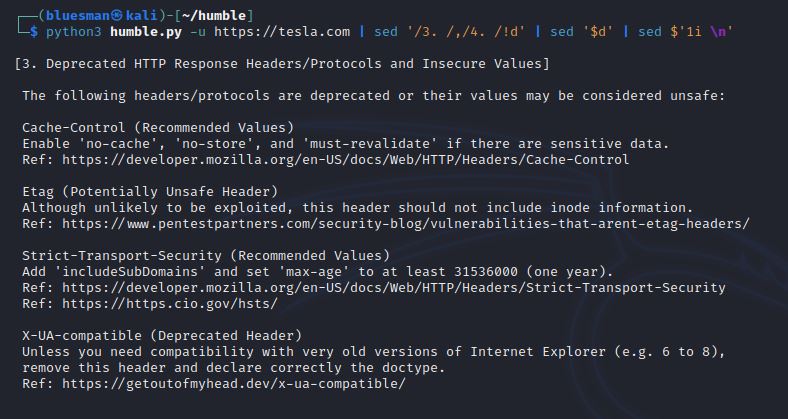 (bluesman㉿kali)-[~/humble]
$ python3 humble.py -u https://tesla.com | sed '/3. /,/4. /!d' | sed '$d' | sed $'1i \n'
[3. Deprecated HTTP Response Headers/Protocols and Insecure Values]
The following headers/protocols are deprecated or their values may be considered unsafe:
Cache-Control (Recommended Values)
Enable 'no-cache', 'no-store', and 'must-revalidate' if there are sensitive data.
Ref: https://developer.mozilla.org/en-US/docs/Web/HTTP/Headers/Cache-Control
Etag (Potentially Unsafe Header)
Although unlikely to be exploited, this header should not include inode information.
Ref: https://www.pentestpartners.com/security-blog/vulnerabilities-that-arent-etag-headers/
Strict-Transport-Security (Recommended Values)
Add 'includeSubDomains' and set 'max-age' to at least 31536000 (one year).
Ref: https://developer.mozilla.org/en-US/docs/Web/HTTP/Headers/Strict-Transport-Security
Ref: https://https.cio.gov/hsts/
X-UA-compatible (Deprecated Header)
Unless you need compatibility with very old versions of Internet Explorer (e.g. 6 to 8),
remove this header and declare correctly the doctype.
Ref: https://getoutofmyhead.dev/x-ua-compatible/